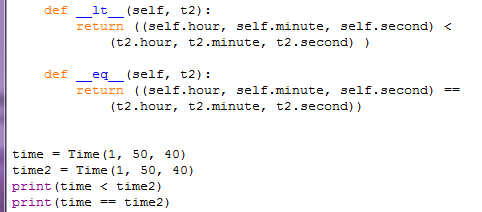 def __lt__(self, t2):
return ((self.hour, self.minute, self.second) <
(t2.hour, t2.minute, t2.second) )
def __eq__(self, t2):
return ((self.hour, self.minute, self.second) ==
(t2.hour, t2.minute, t2.second))
time = Time(1, 50, 40)
time2 = Time(1, 50, 40)
print(time < time2)
print(time == time2)